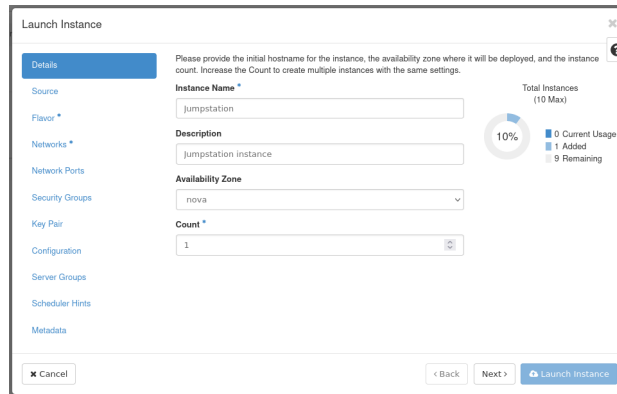 Launch Instance
Details
Source
Flavor *
Networks *
Network Ports
Security Groups
Key Pair
Configuration
Server Groups
Scheduler Hints
Metadata
Please provide the initial hostname for the instance, the availability zone where it will be deployed, and the instance
count. Increase the Count to create multiple instances with the same settings.
Instance Name *
Jumpstation
Description
Jumpstation instance
Availability Zone
nova
Count *
1
Total Instances
(10 Max)
10%
0 Current Usage
1 Added
9 Remaining
Cancel
< Back
Next >
Launch Instance